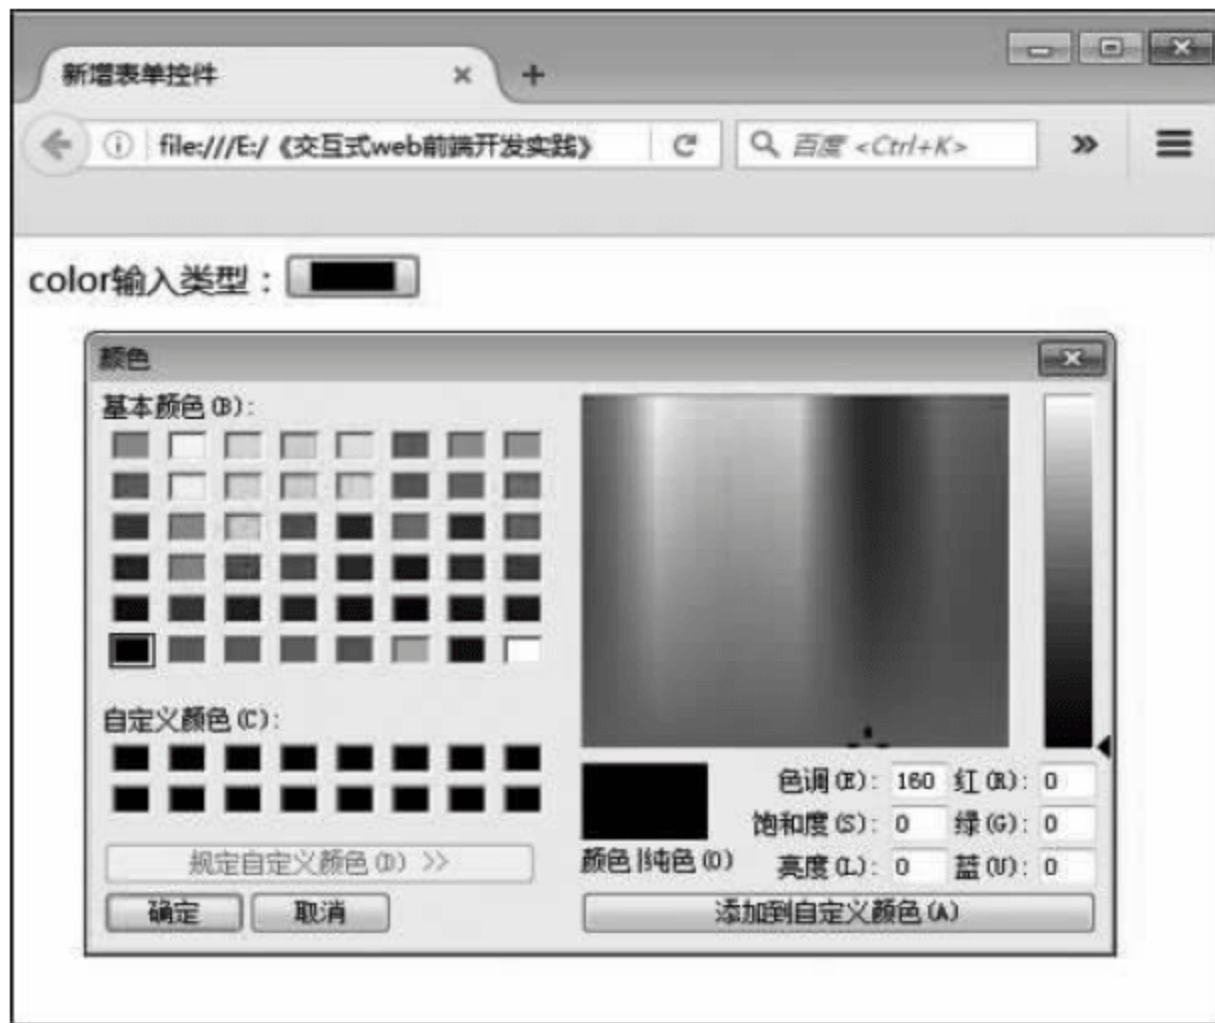 新增表单控件
file:///E:/《交互式web前端开发实践》
百度 <Ctrl+K>
color输入类型：
颜色
基本颜色(B):
自定义颜色(C):
规定自定义颜色(D) >>
确定 取消
色调(E): 160 红(R): 0
饱和度(S): 0 绿(G): 0
颜色|纯色(O) 亮度(L): 0 蓝(U): 0
添加到自定义颜色(A)